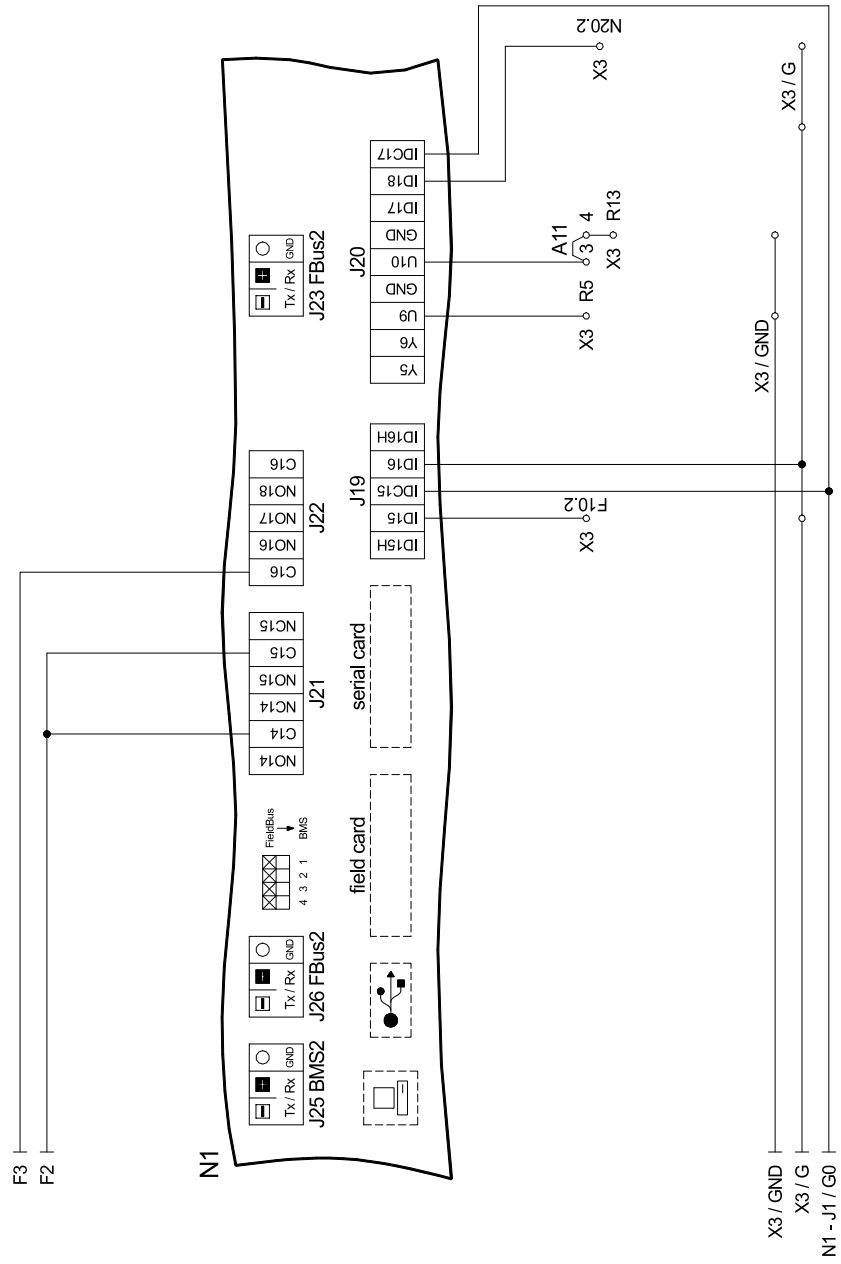 F3
F2
N1
J25 BMS2
Tx / Rx
GND
J26 FBus2
Tx / Rx
GND
4 3 2 1
FieldBus
BMS
J21
NO14
C14
NC14
NO15
C15
NC15
J22
C16
NO16
NO17
NO18
C16
J23 FBus2
Tx / Rx
GND
field card
serial card
J19
ID15H
ID15
IDC15
ID16
ID16H
J20
Y5
Y6
U9
GND
U10
GND
ID17
ID18
IDC17
X3
F10.2
X3
R5
A11
3
4
X3
R13
X3
N20.2
X3 / GND
X3 / G
X3 / GND
X3 / G
N1 - J1 / G0